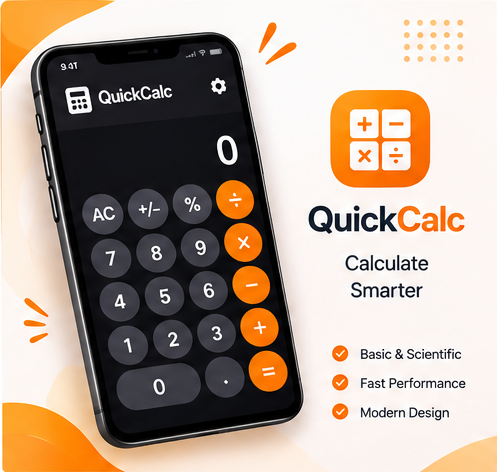 9:41
QuickCalc
0
AC +/- % ÷
7 8 9 ×
4 5 6 −
1 2 3 +
0 . =
+ −
× ÷
QuickCalc
Calculate
Smarter
Basic & Scientific
Fast Performance
Modern Design